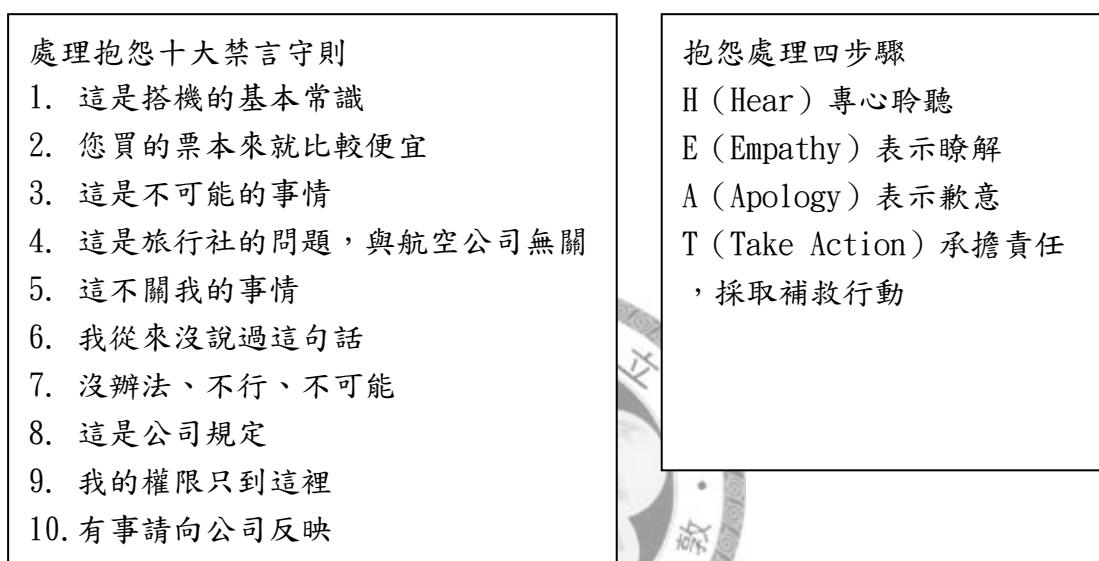 處理抱怨十大禁言守則
1. 這是搭機的基本常識
2. 您買的票本來就比較便宜
3. 這是不可能的事情
4. 這是旅行社的問題，與航空公司無關
5. 這不關我的事情
6. 我從來沒說過這句話
7. 沒辦法、不行、不可能
8. 這是公司規定
9. 我的權限只到這裡
10.有事請向公司反映
抱怨處理四步驟
H（Hear）專心聆聽
E（Empathy）表示瞭解
A（Apology）表示歉意
T（Take Action）承擔責任
，採取補救行動
立
敦